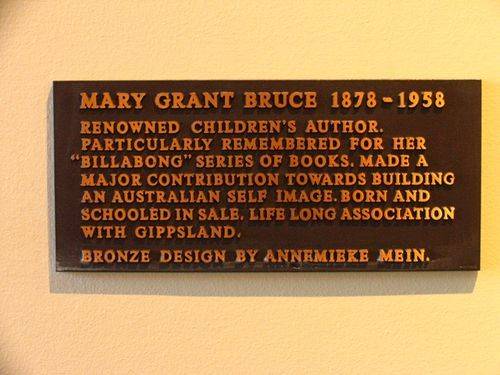 MARY GRANT BRUCE 1878-1958
RENOWNED CHILDREN'S AUTHOR.
PARTICULARLY REMEMBERED FOR HER
"BILLABONG" SERIES OF BOOKS. MADE A
MAJOR CONTRIBUTION TOWARDS BUILDING
AN AUSTRALIAN SELF IMAGE. BORN AND
SCHOOLED IN SALE, LIFE LONG ASSOCIATION
WITH GIPPSLAND.
BRONZE DESIGN BY ANNEMIEKE MEIN.